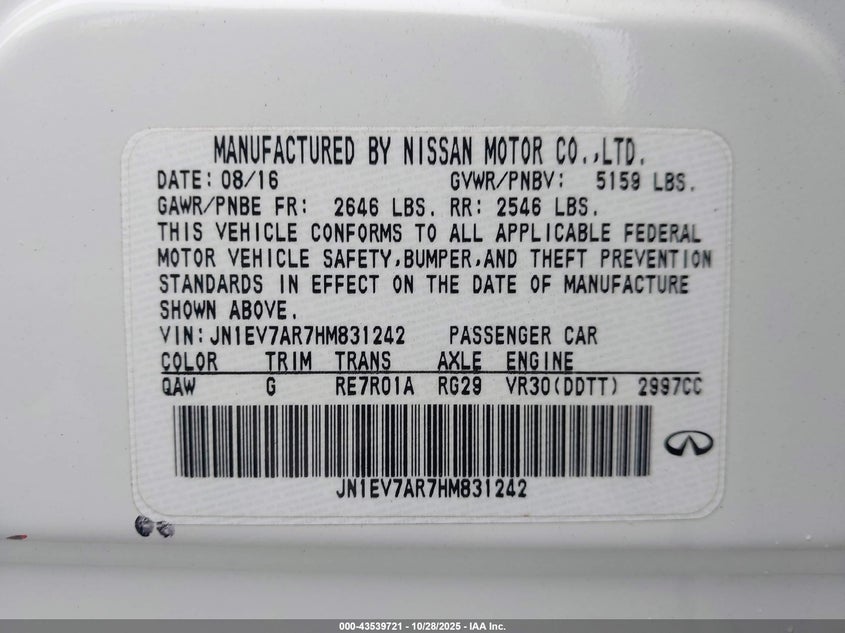 MANUFACTURED BY NISSAN MOTOR CO.,LTD.
DATE: 08/16 GVWR/PNBV: 5159 LBS.
GAWR/PNBE FR: 2646 LBS. RR: 2546 LBS.
THIS VEHICLE CONFORMS TO ALL APPLICABLE FEDERAL
MOTOR VEHICLE SAFETY,BUMPER,AND THEFT PREVENTION
STANDARDS IN EFFECT ON THE DATE OF MANUFACTURE
SHOWN ABOVE.
VIN:JN1EV7AR7HM831242 PASSENGER CAR
COLOR TRIM TRANS AXLE ENGINE
QAW G RE7R01A RG29 VR30(DDTT) 2997CC
JN1EV7AR7HM831242
000-43539721 - 10/28/2025 - IAA Inc.